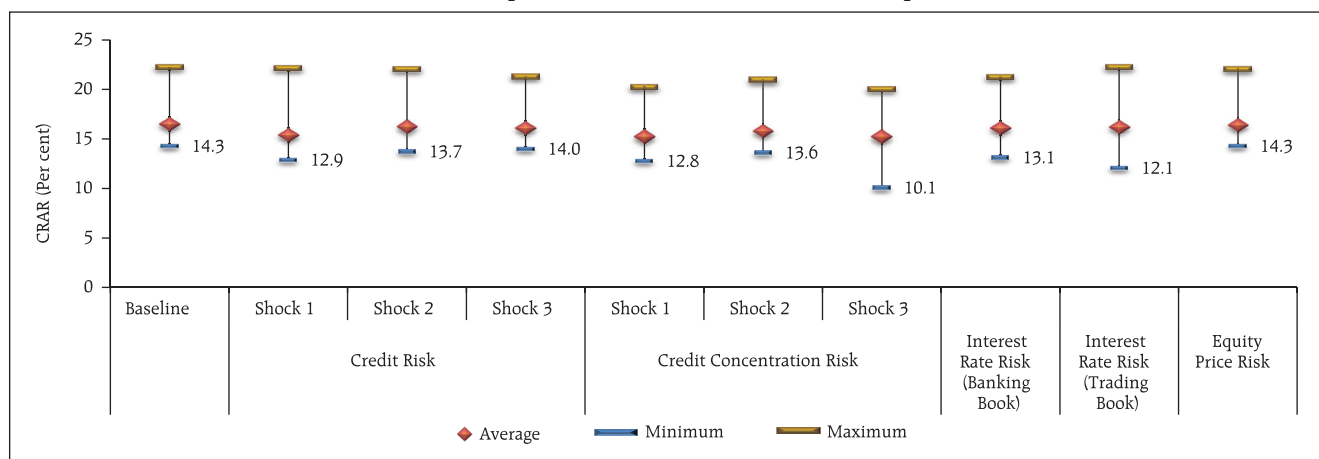 25
20
15
10
5
0
CRAR (Per cent)
14.3
12.9
13.7
14.0
12.8
13.6
10.1
13.1
12.1
14.3
Baseline
Shock 1
Shock 2
Shock 3
Shock 1
Shock 2
Shock 3
Credit Risk
Credit Concentration Risk
Interest
Rate Risk
(Banking
Book)
Interest
Rate Risk
(Trading
Book)
Equity
Price Risk
Average
Minimum
Maximum